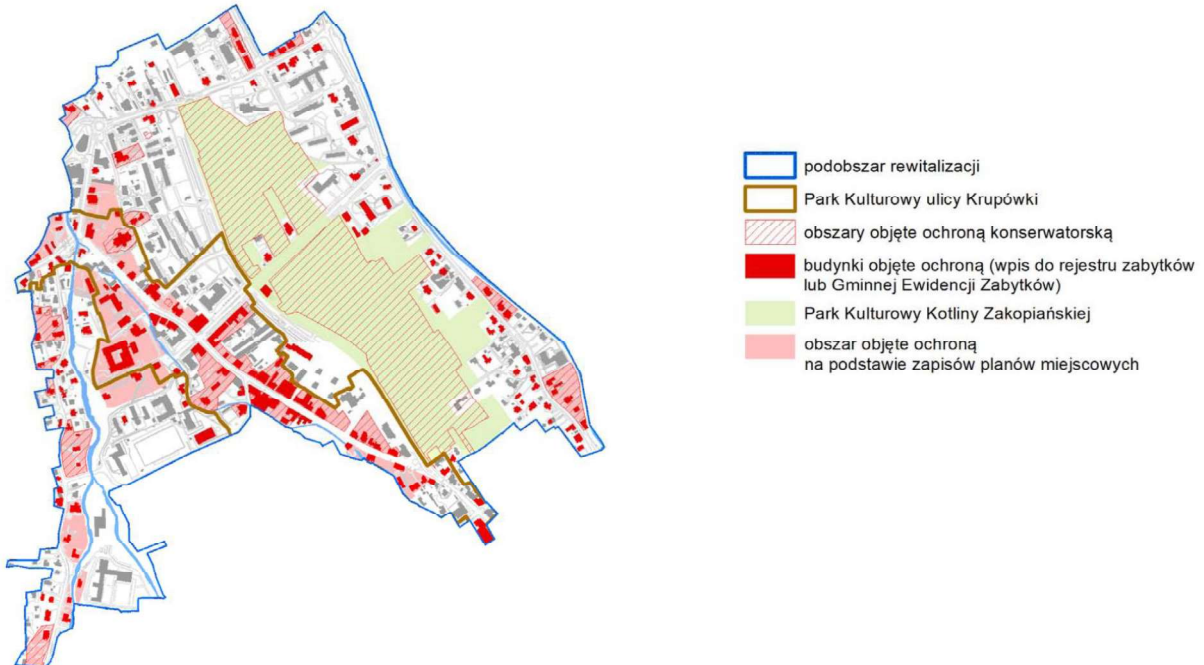 podobszar rewitalizacji
Park Kulturowy ulicy Krupówki
obszary objęte ochroną konserwatorską
budynki objęte ochroną (wpis do rejestru zabytków
lub Gminnej Ewidencji Zabytków)
Park Kulturowy Kotliny Zakopiańskiej
obszar objęte ochroną
na podstawie zapisów planów miejscowych